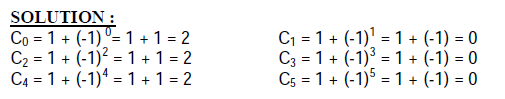 SOLUTION :
C₀ = 1 + (-1)⁰= 1 + 1 = 2 C₁ = 1 + (-1)¹ = 1 + (-1) = 0
C₂ = 1 + (-1)² = 1 + 1 = 2 C₃ = 1 + (-1)³ = 1 + (-1) = 0
C₄ = 1 + (-1)⁴ = 1 + 1 = 2 C₅ = 1 + (-1)⁵ = 1 + (-1) = 0